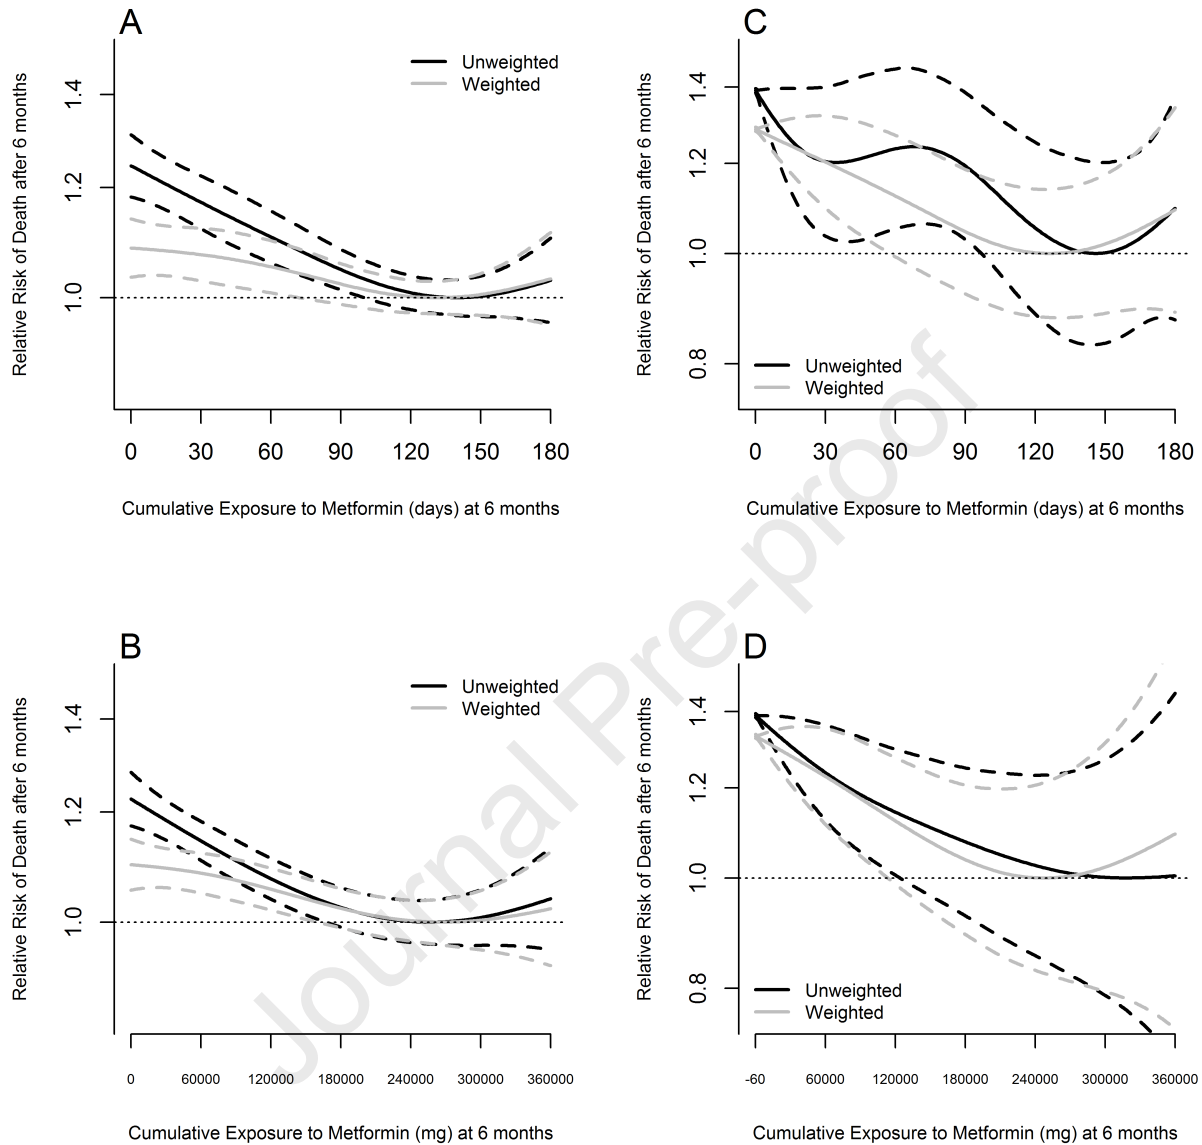 A
Relative Risk of Death after 6 months
1.4
1.2
1.0
Unweighted
Weighted
0 30 60 90 120 150 180
Cumulative Exposure to Metformin (days) at 6 months
C
Relative Risk of Death after 6 months
1.4
1.2
1.0
0.8
Unweighted
Weighted
0 30 60 90 120 150 180
Cumulative Exposure to Metformin (days) at 6 months
B
Relative Risk of Death after 6 months
1.4
1.2
1.0
Unweighted
Weighted
0 60000 120000 180000 240000 300000 360000
Cumulative Exposure to Metformin (mg) at 6 months
D
Relative Risk of Death after 6 months
1.4
1.2
1.0
0.8
Unweighted
Weighted
-60 60000 120000 180000 240000 300000 360000
Cumulative Exposure to Metformin (mg) at 6 months
Journal Pre-proof